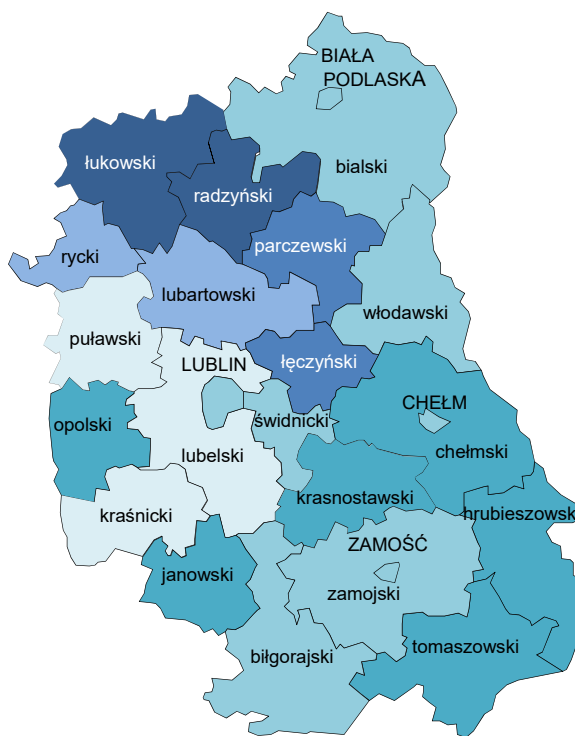 BIAŁA
PODLASKA
łukowski
bialski
radzyński
parczewski
rycki
lubartowski
włodawski
puławski
LUBLIN
łęczyński
CHEŁM
opolski
świdnicki
chełmski
lubelski
krasnostawski
kraśnicki
hrubieszowsk
ZAMOŚĆ
janowski
zamojski
tomaszowski
biłgorajski